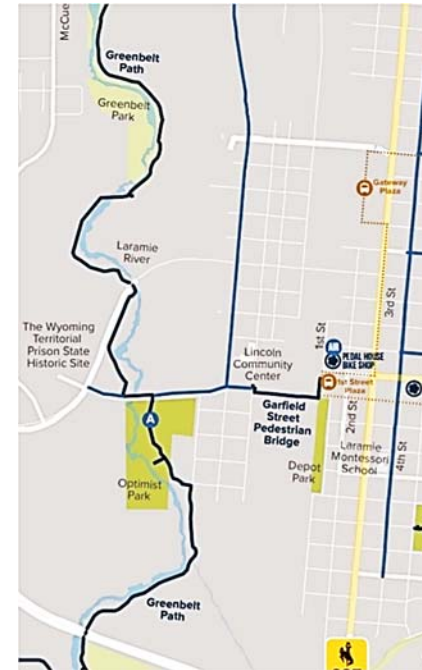 McCue
Greenbelt
Path
Greenbelt
Park
Gateway
Plaza
Laramie
River
3rd St
The Wyoming
Territorial
Prison State
Historic Site
1st St
PEDAL HOUSE
BIKE SHOP
Lincoln
Community
Center
1st Street
Plaza
Garfield
Street
Pedestrian
Bridge
2nd St
4th St
A
Laramie
Montessori
School
Depot
Park
Optimist
Park
Greenbelt
Path